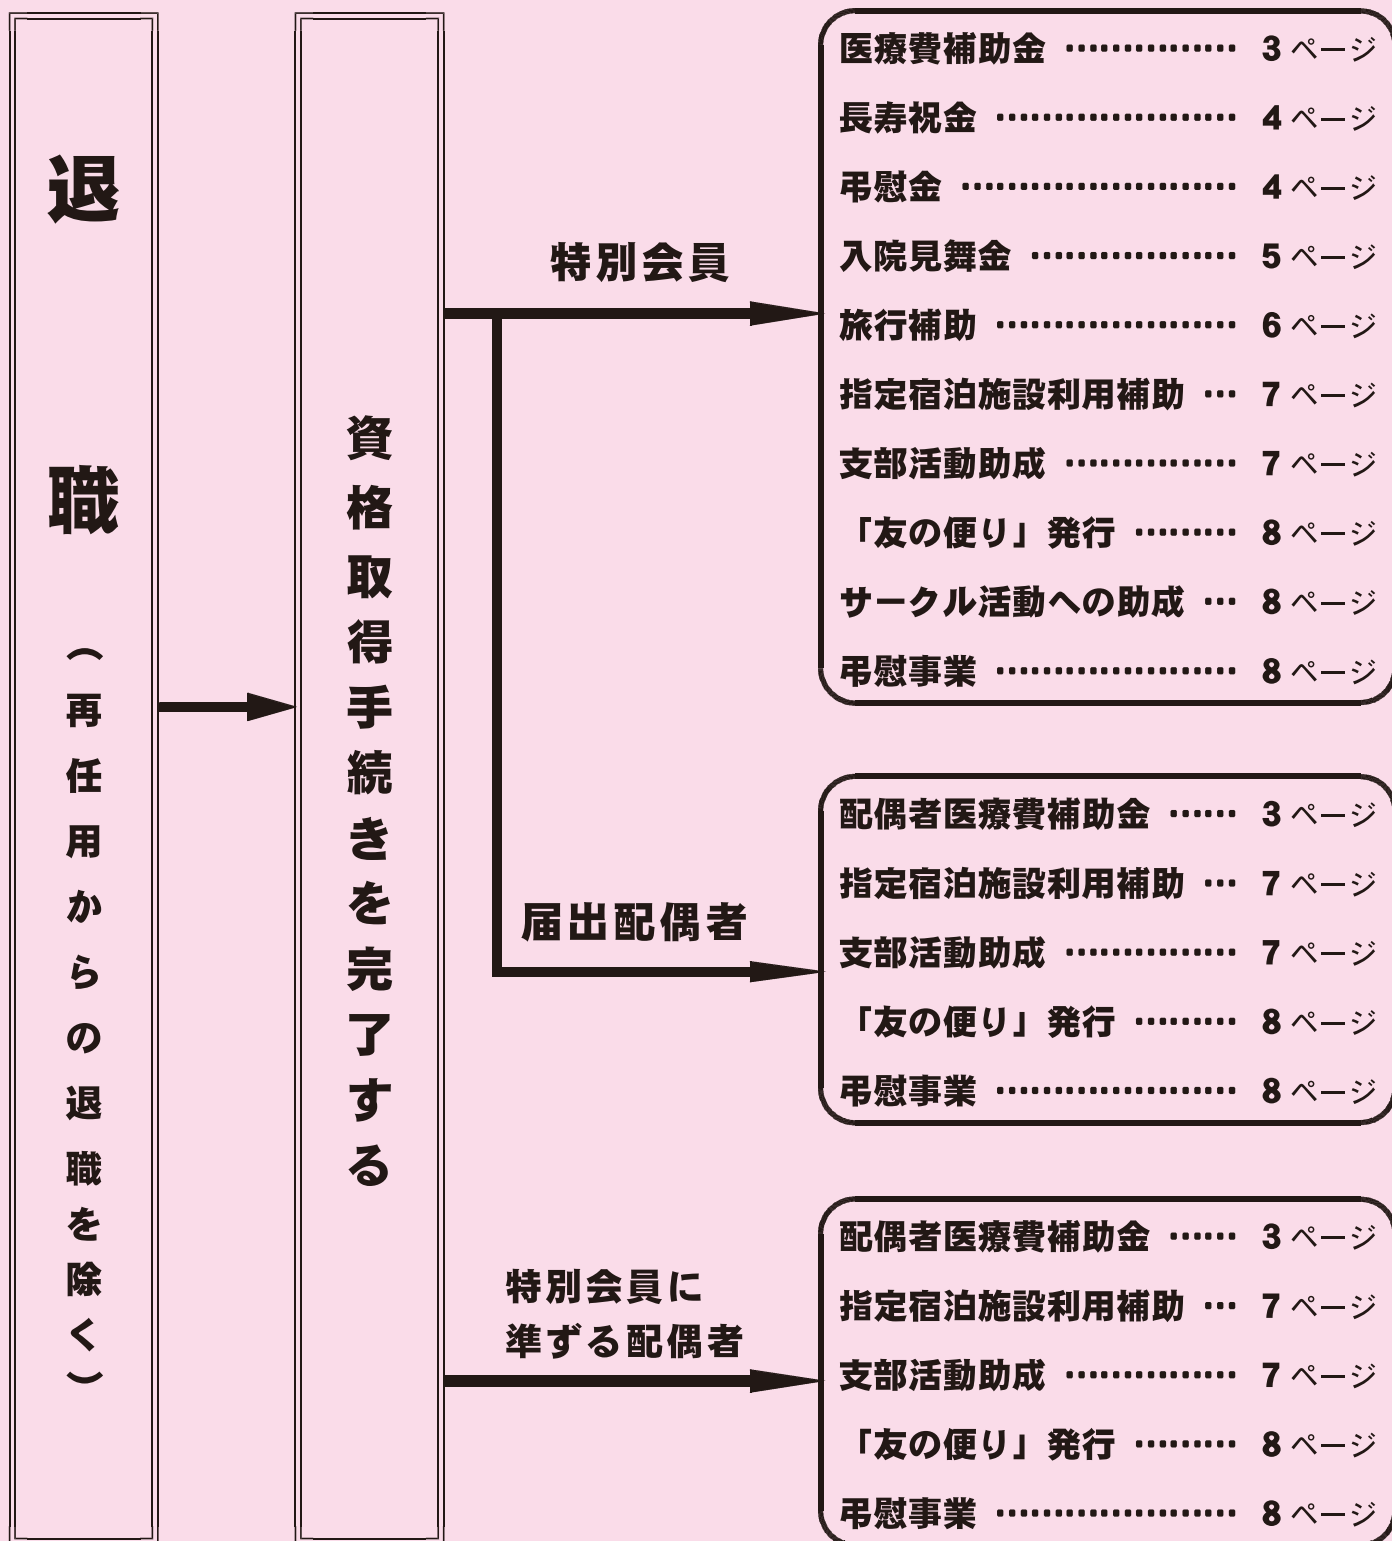 退職（再任用からの退職を除く）
資格取得手続きを完了する
特別会員
医療費補助金 ··············· 3 ページ
長寿祝金 ····················· 4 ページ
弔慰金 ························ 4 ページ
入院見舞金 ·················· 5 ページ
旅行補助 ····················· 6 ページ
指定宿泊施設利用補助 ··· 7 ページ
支部活動助成 ··············· 7 ページ
「友の便り」発行 ········· 8 ページ
サークル活動への助成 ··· 8 ページ
弔慰事業 ····················· 8 ページ
届出配偶者
配偶者医療費補助金 ······ 3 ページ
指定宿泊施設利用補助 ··· 7 ページ
支部活動助成 ··············· 7 ページ
「友の便り」発行 ········· 8 ページ
弔慰事業 ····················· 8 ページ
特別会員に
準ずる配偶者
配偶者医療費補助金 ······ 3 ページ
指定宿泊施設利用補助 ··· 7 ページ
支部活動助成 ··············· 7 ページ
「友の便り」発行 ········· 8 ページ
弔慰事業 ····················· 8 ページ